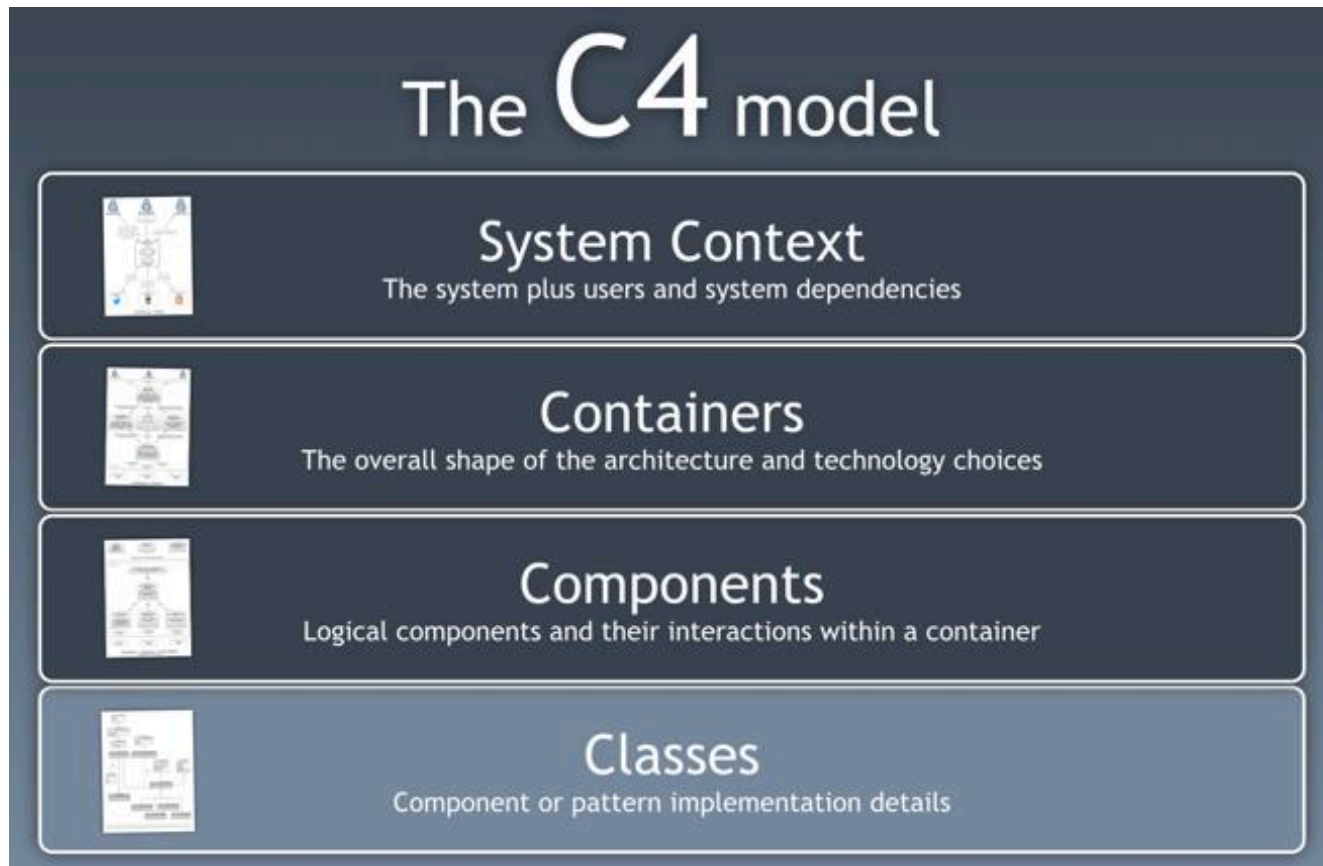 The C4 model
System Context
The system plus users and system dependencies
Containers
The overall shape of the architecture and technology choices
Components
Logical components and their interactions within a container
Classes
Component or pattern implementation details